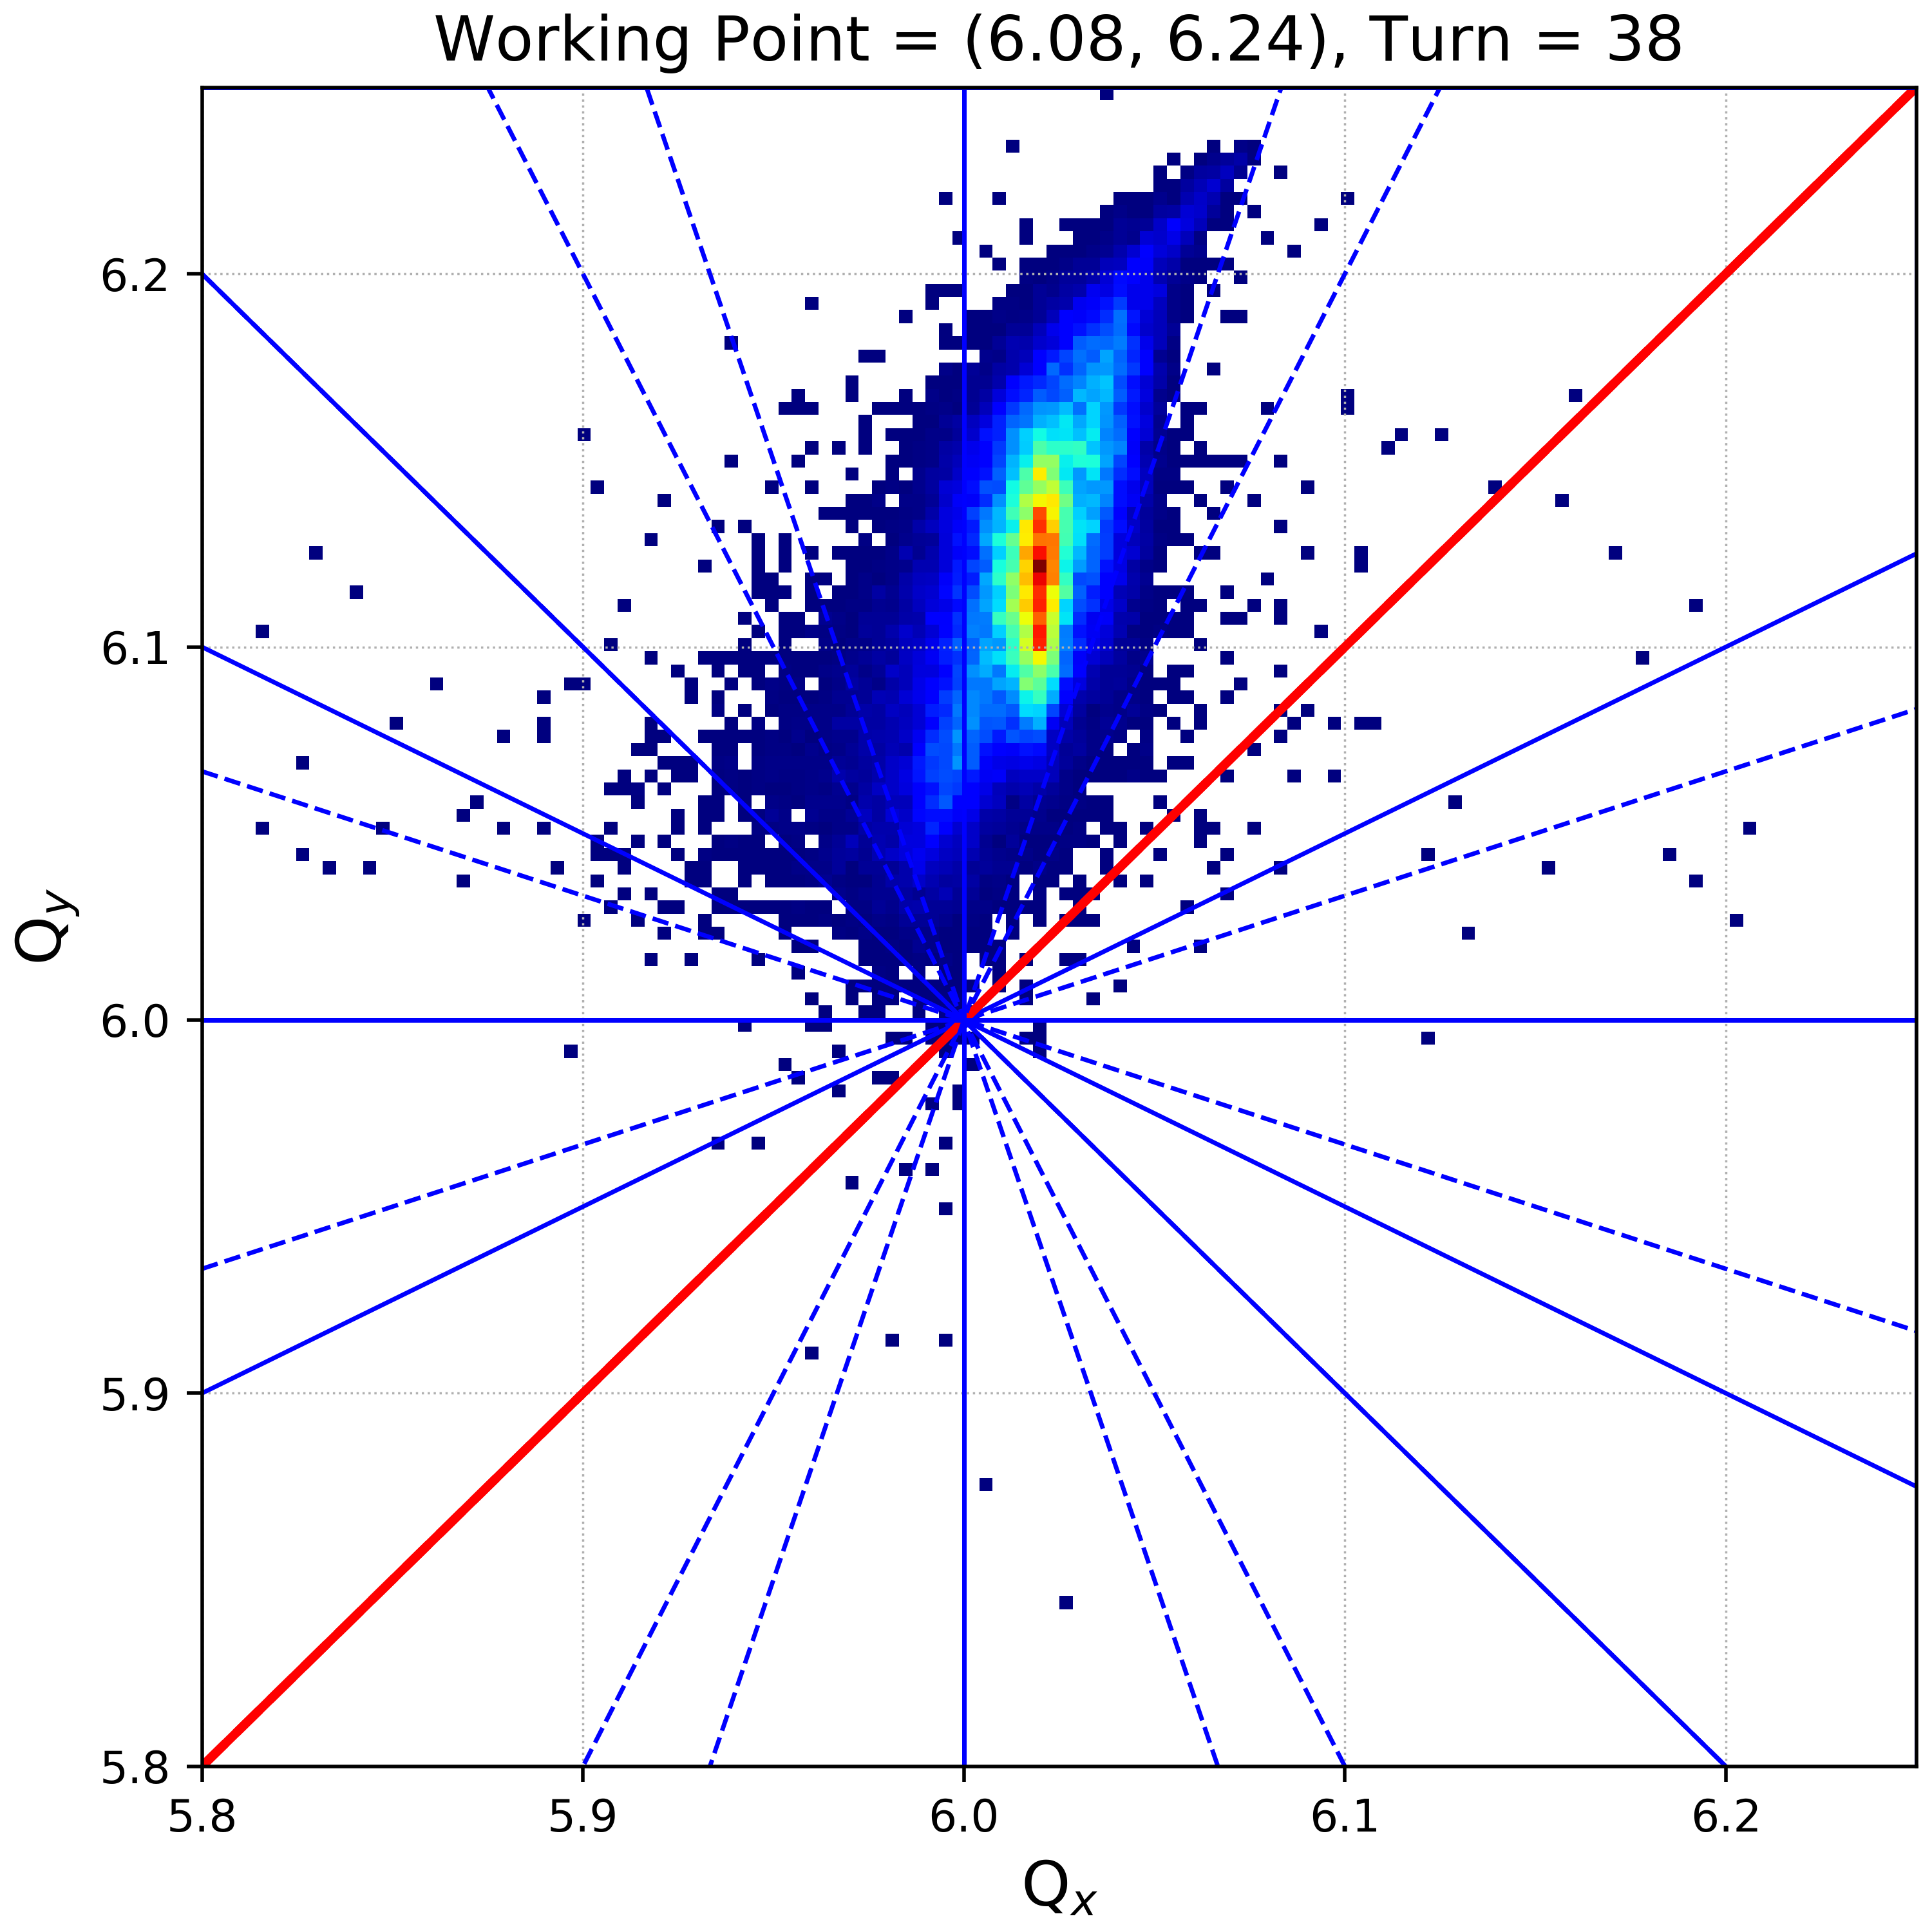 Working Point = (6.08, 6.24), Turn = 38
6.2
6.1
6.0
5.9
5.8
Qy
5.8 5.9 6.0 6.1 6.2
Qx